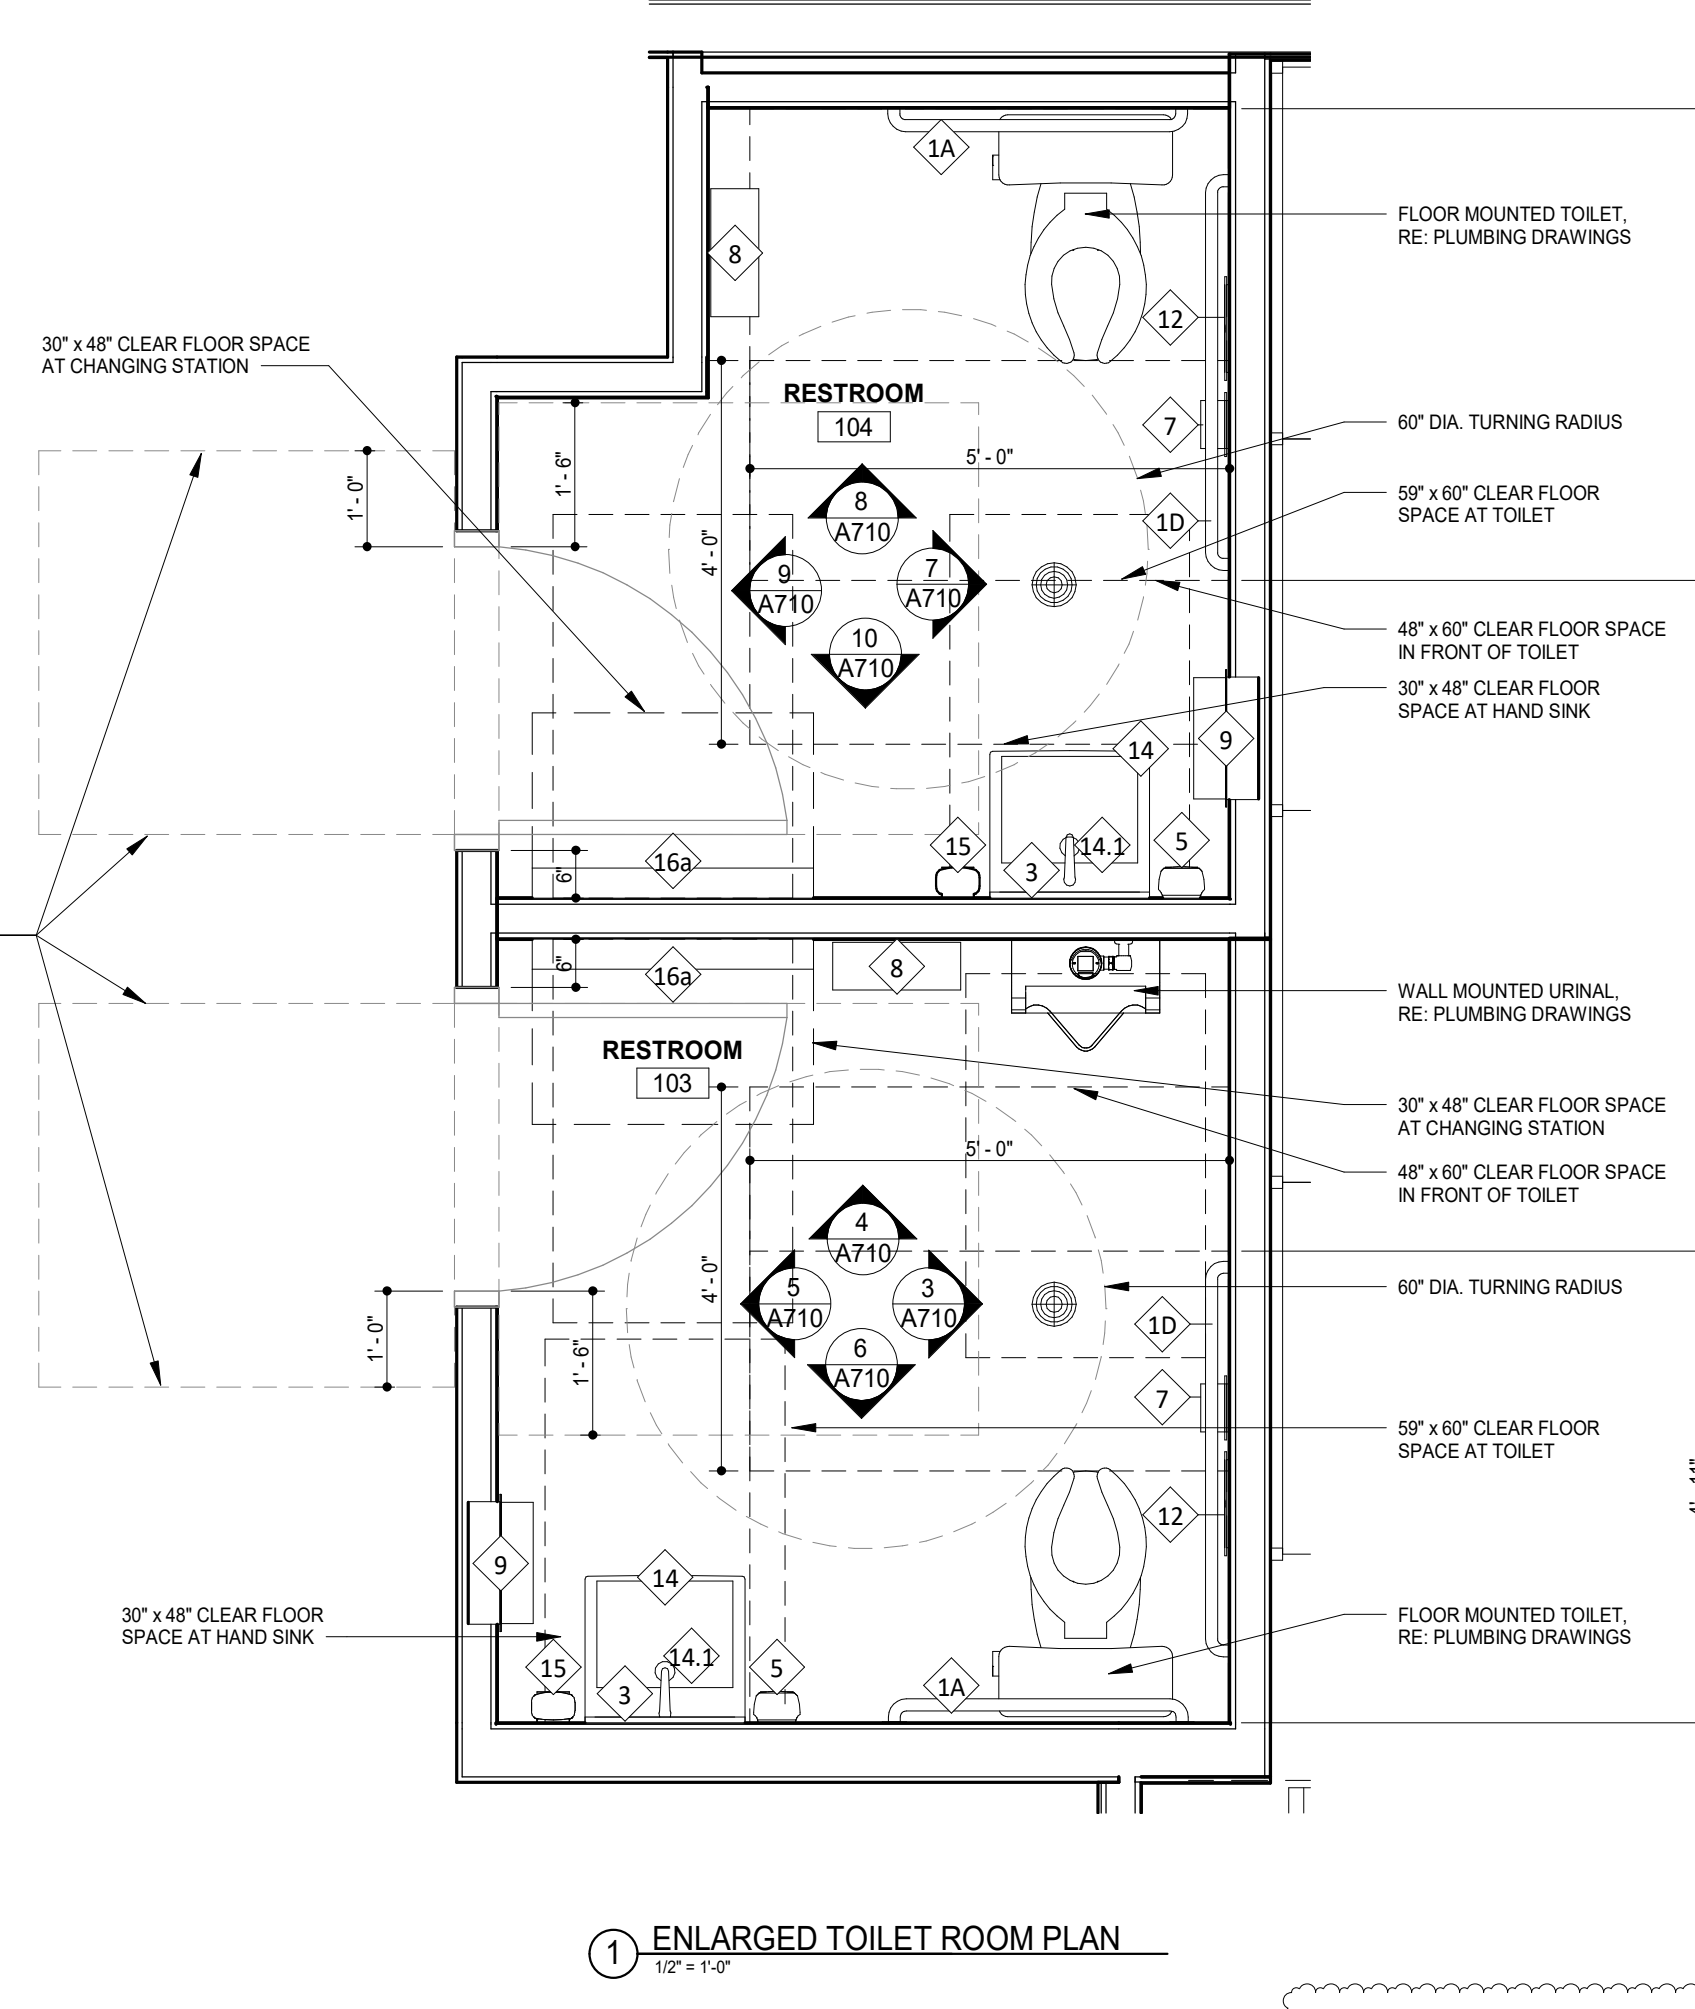 1A
FLOOR MOUNTED TOILET,
RE: PLUMBING DRAWINGS
8
12
30" x 48" CLEAR FLOOR SPACE
AT CHANGING STATION
RESTROOM
104
7
60" DIA. TURNING RADIUS
5' - 0"
1' - 6"
1' - 0"
59" x 60" CLEAR FLOOR
SPACE AT TOILET
8
A710
1D
4' - 0"
9
A710
7
A710
10
A710
48" x 60" CLEAR FLOOR SPACE
IN FRONT OF TOILET
30" x 48" CLEAR FLOOR
SPACE AT HAND SINK
14
9
15
14.1
5
16a
6"
3
6"
16a
8
WALL MOUNTED URINAL,
RE: PLUMBING DRAWINGS
RESTROOM
103
30" x 48" CLEAR FLOOR SPACE
AT CHANGING STATION
5' - 0"
48" x 60" CLEAR FLOOR SPACE
IN FRONT OF TOILET
4
A710
4' - 0"
5
A710
3
A710
6
A710
60" DIA. TURNING RADIUS
1D
1' - 0"
1' - 6"
7
59" x 60" CLEAR FLOOR
SPACE AT TOILET
12
9
14
30" x 48" CLEAR FLOOR
SPACE AT HAND SINK
FLOOR MOUNTED TOILET,
RE: PLUMBING DRAWINGS
15
14.1
5
3
1A
1
ENLARGED TOILET ROOM PLAN
1/2" = 1'-0"